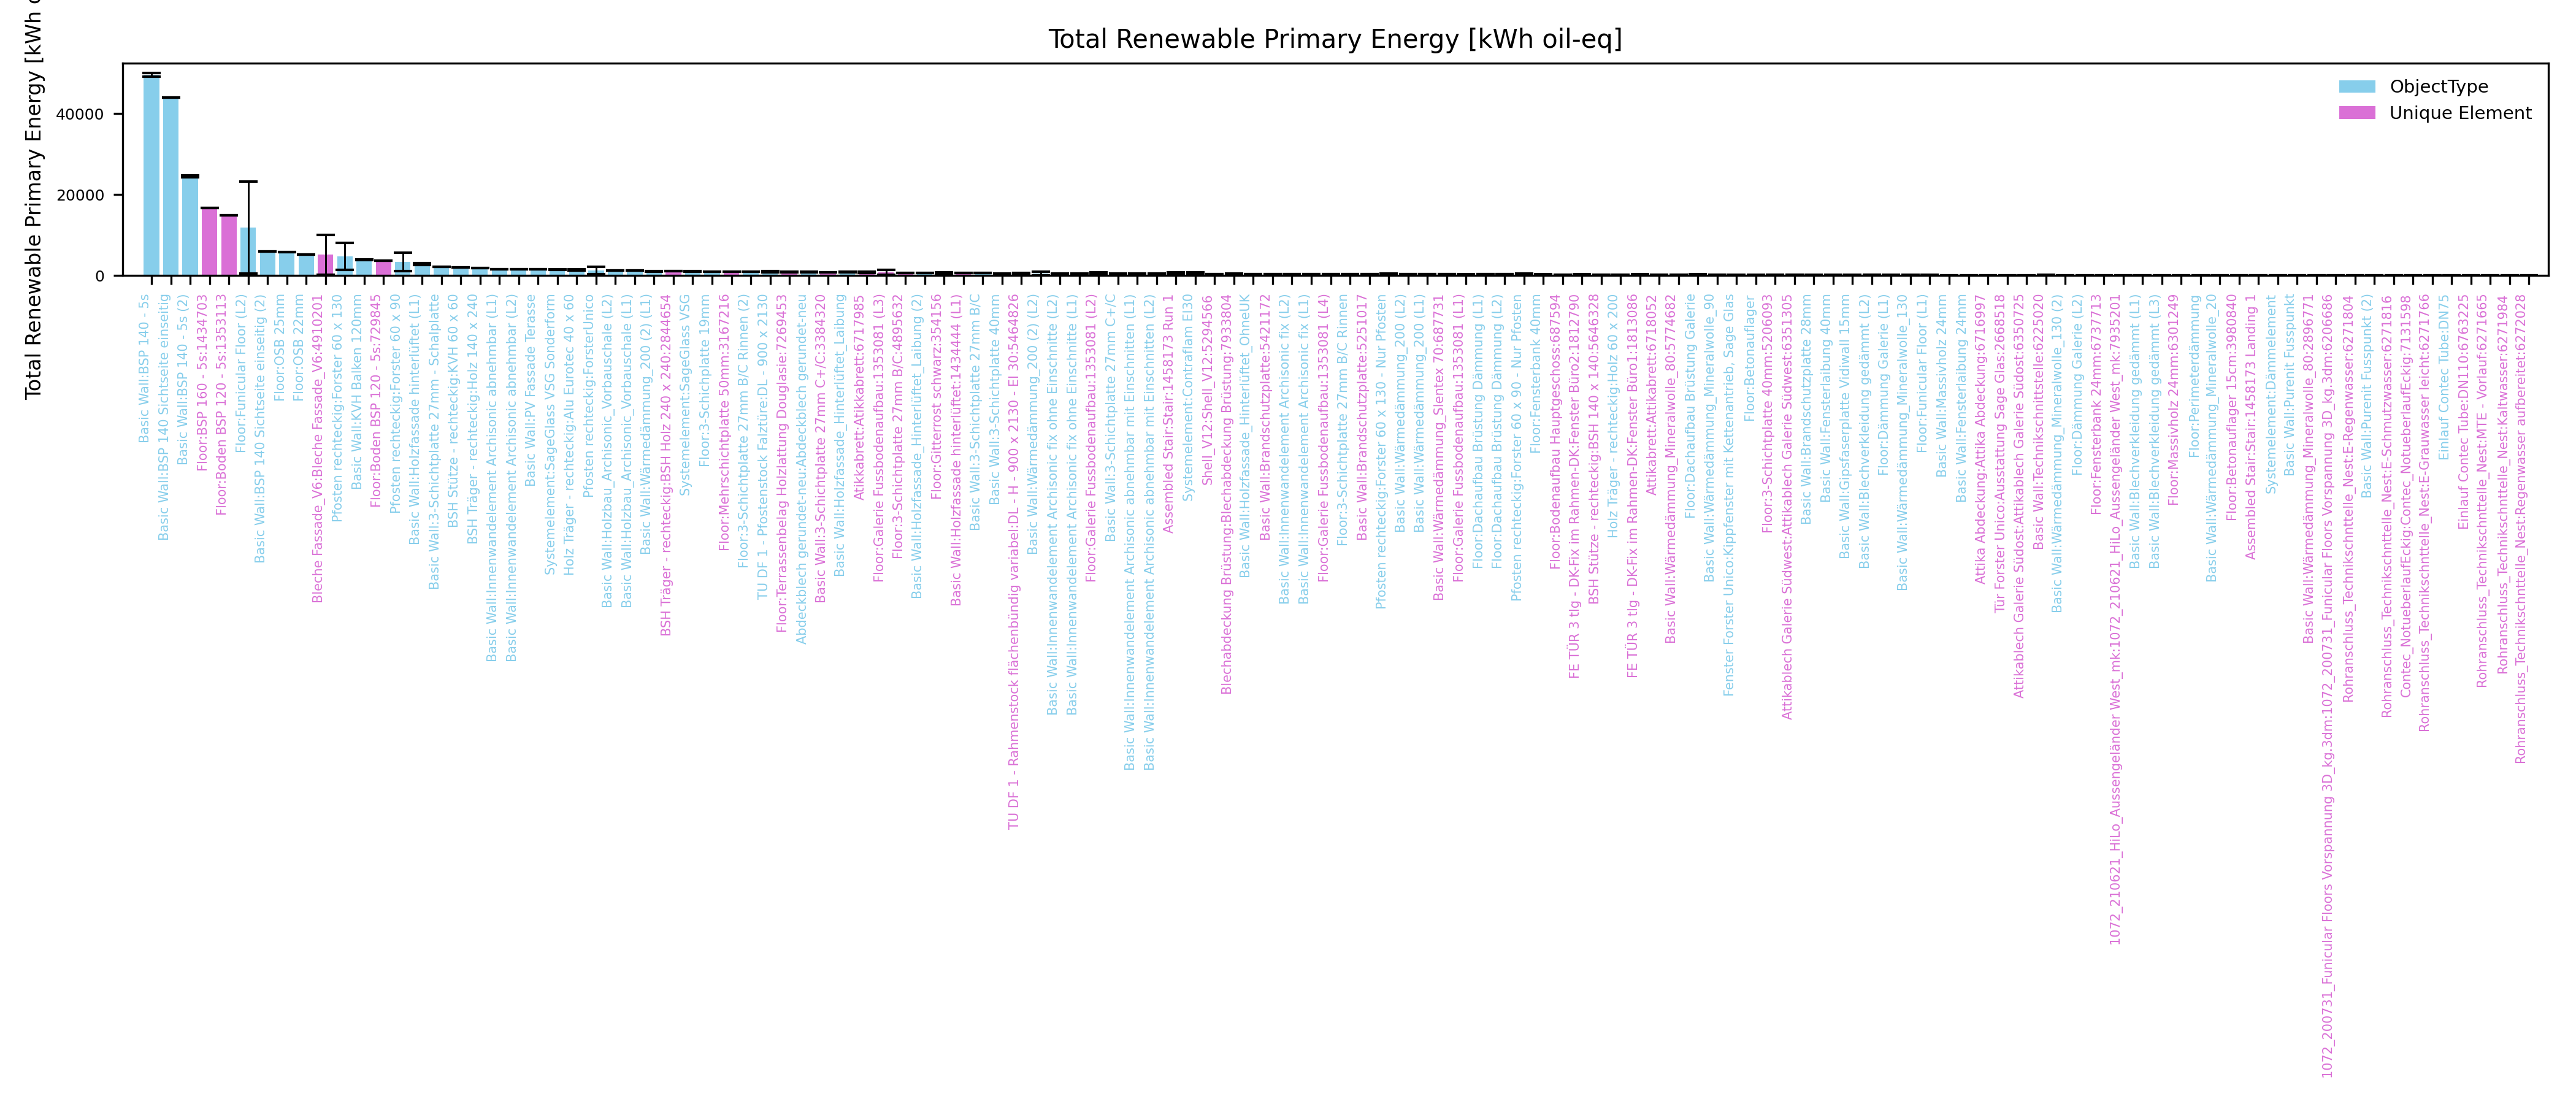 Total Renewable Primary Energy [kWh oil-eq]
Total Renewable Primary Energy [kWh o
40000
20000
0
ObjectType
Unique Element
Basic Wall:BSP 140 - 5s
Basic Wall:BSP 140 Sichtseite einseitig
Basic Wall:BSP 140 - 5s (2)
Floor:BSP 160 - 5s:1434703
Floor:Boden BSP 120 - 5s:1353113
Floor:Funicular Floor (L2)
Basic Wall:BSP 140 Sichtseite einseitig (2)
Floor:OSB 25mm
Floor:OSB 22mm
Bleche Fassade_V6:Bleche Fassade_V6:4910201
Pfosten rechteckig:Forster 60 x 130
Basic Wall:KVH Balken 120mm
Floor:Boden BSP 120 - 5s:729845
Pfosten rechteckig:Forster 60 x 90
Basic Wall:Holzfassade hinterlüftet (L1)
Basic Wall:3-Schichtplatte 27mm - Schalplatte
BSH Stütze - rechteckig:KVH 60 x 60
BSH Träger - rechteckig:Holz 140 x 240
Basic Wall:Innenwandelement Archisonic abnehmbar (L1)
Basic Wall:Innenwandelement Archisonic abnehmbar (L2)
Basic Wall:PV Fassade Terasse
Systemelement:SageGlass VSG Sonderform
Holz Träger - rechteckig:Alu Eurotec 40 x 60
Pfosten rechteckig:ForsterUnico
Basic Wall:Holzbau_Archisonic_Vorbauschale (L2)
Basic Wall:Holzbau_Archisonic_Vorbauschale (L1)
Basic Wall:Wärmedämmung_200 (2) (L1)
BSH Träger - rechteckig:BSH Holz 240 x 240:2844654
Systemelement:SageGlass VSG
Floor:3-Schichplatte 19mm
Floor:Mehrschichtplatte 50mm:3167216
Floor:3-Schichtplatte 27mm B/C Rinnen (2)
TU DF 1 - Pfostenstock Falztüre:DL - 900 x 2130
Floor:Terrassenbelag Holzlattung Douglasie:7269453
Abdeckblech gerundet-neu:Abdeckblech gerundet-neu
Basic Wall:3-Schichtplatte 27mm C+/C:3384320
Basic Wall:Holzfassade_Hinterlüftet_Laibung
Atikabrett:Atikabrett:6717985
Floor:Galerie Fussbodenaufbau:1353081 (L3)
Floor:3-Schichtplatte 27mm B/C:4895632
Basic Wall:Holzfassade_Hinterlüftet_Laibung (2)
Floor:Gitterrost schwarz:354156
Basic Wall:Holzfassade hinterlüftet:1434444 (L1)
Basic Wall:3-Schichtplatte 27mm B/C
Basic Wall:3-Schichtplatte 40mm
TU DF 1 - Rahmenstock flächenbündig variabel:DL - H - 900 x 2130 - EI 30:5464826
Basic Wall:Wärmedämmung_200 (2) (L2)
Basic Wall:Innenwandelement Archisonic fix ohne Einschnitte (L2)
Basic Wall:Innenwandelement Archisonic fix ohne Einschnitte (L1)
Floor:Galerie Fussbodenaufbau:1353081 (L2)
Basic Wall:3-Schichtplatte 27mm C+/C
Basic Wall:Innenwandelement Archisonic abnehmbar mit Einschnitten (L1)
Basic Wall:Innenwandelement Archisonic abnehmbar mit Einschnitten (L2)
Assembled Stair:Stair:1458173 Run 1
Systemelement:Contraflam EI30
Shell_V12:Shell_V12:5294566
Blechabdeckung Brüstung:Blechabdeckung Brüstung:7933804
Basic Wall:Holzfassade_Hinterlüftet_OhneUK
Basic Wall:Brandschutzplatte:5421172
Basic Wall:Innenwandelement Archisonic fix (L2)
Basic Wall:Innenwandelement Archisonic fix (L1)
Floor:Galerie Fussbodenaufbau:1353081 (L4)
Floor:3-Schichtplatte 27mm B/C Rinnen
Basic Wall:Brandschutzplatte:5251017
Pfosten rechteckig:Forster 60 x 130 - Nur Pfosten
Basic Wall:Wärmedämmung_200 (L2)
Basic Wall:Wärmedämmung_200 (L1)
Basic Wall:Wärmedämmung_Slentex 70:687731
Floor:Galerie Fussbodenaufbau:1353081 (L1)
Floor:Dachaufbau Brüstung Dämmung (L1)
Floor:Dachaufbau Brüstung Dämmung (L2)
Pfosten rechteckig:Forster 60 x 90 - Nur Pfosten
Floor:Fensterbank 40mm
Floor:Bodenaufbau Hauptgeschoss:687594
FE TÜR 3 tlg - DK-Fix im Rahmen-DK:Fenster Büro2:1812790
BSH Stütze - rechteckig:BSH 140 x 140:5646328
Holz Träger - rechteckig:Holz 60 x 200
FE TÜR 3 tlg - DK-Fix im Rahmen-DK:Fenster Büro1:1813086
Attikabrett:Attikabrett:6718052
Basic Wall:Wärmedämmung_Mineralwolle_80:5774682
Floor:Dachaufbau Brüstung Galerie
Basic Wall:Wärmedämmung_Mineralwolle_90
Fenster Forster Unico:Kippfenster mit Kettenantrieb, Sage Glas
Floor:Betonauflager
Floor:3-Schichtplatte 40mm:5206093
Attikablech Galerie Südwest:Attikablech Galerie Südwest:6351305
Basic Wall:Brandschutzplatte 28mm
Basic Wall:Fensterlaibung 40mm
Basic Wall:Gipsfaserplatte Vidiwall 15mm
Basic Wall:Blechverkleidung gedämmt (L2)
Floor:Dämmung Galerie (L1)
Basic Wall:Wärmedämmung_Mineralwolle_130
Floor:Funicular Floor (L1)
Basic Wall:Massivholz 24mm
Basic Wall:Fensterlaibung 24mm
Attika Abdeckung:Attika Abdeckung:6716997
Tür Forster Unico:Ausstattung Sage Glas:2668518
Attikablech Galerie Südost:Attikablech Galerie Südost:6350725
Basic Wall:Technikschnittstelle:6225020
Basic Wall:Wärmedämmung_Mineralwolle_130 (2)
Floor:Dämmung Galerie (L2)
Floor:Fensterbank 24mm:6737713
1072_210621_HiLo_Aussengeländer West_mk:1072_210621_HiLo_Aussengeländer West_mk:7935201
Basic Wall:Blechverkleidung gedämmt (L1)
Basic Wall:Blechverkleidung gedämmt (L3)
Floor:Massivholz 24mm:6301249
Floor:Perimeterdämmung
Basic Wall:Wärmedämmung_Mineralwolle_20
Floor:Betonauflager 15cm:3980840
Assembled Stair:Stair:1458173 Landing 1
Systemelement:Dämmelement
Basic Wall:Purenit Fusspunkt
Basic Wall:Wärmedämmung_Mineralwolle_80:2896771
1072_200731_Funicular Floors Vorspannung 3D_kg.3dm:1072_200731_Funicular Floors Vorspannung 3D_kg.3dm:6206686
Rohranschluss_Technikschnttelle_Nest:E-Regenwasser:6271804
Basic Wall:Purenit Fusspunkt (2)
Rohranschluss_Technikschnttelle_Nest:E-Schmutzwasser:6271816
Contec_NotueberlaufEckig:Contec_NotueberlaufEckig:7131598
Rohranschluss_Technikschnttelle_Nest:E-Grauwasser leicht:6271766
Einlauf Contec Tube:DN75
Einlauf Contec Tube:DN110:6763225
Rohranschluss_Technikschnttelle_Nest:MTE - Vorlauf:6271665
Rohranschluss_Technikschnttelle_Nest:Kaltwasser:6271984
Rohranschluss_Technikschnttelle_Nest:Regenwasser aufbereitet:6272028